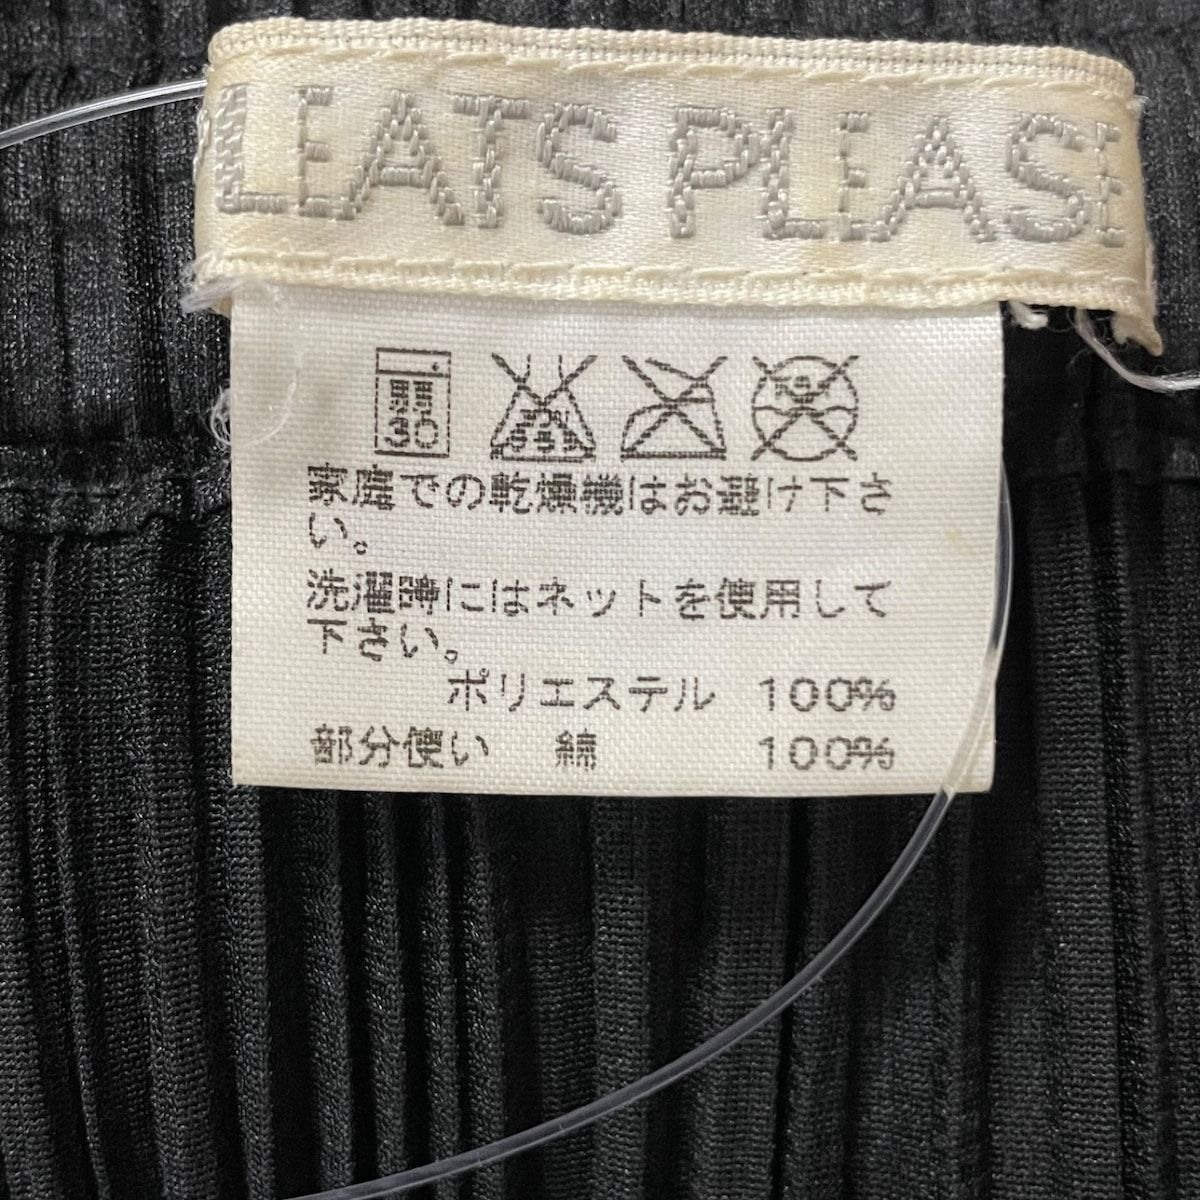 PLEATS PLEASE
30
家庭での乾燥機はお避け下さ
い。
洗濯時にはネットを使用して
下さい。
ポリエステル 100%
部分使い 綿 100%